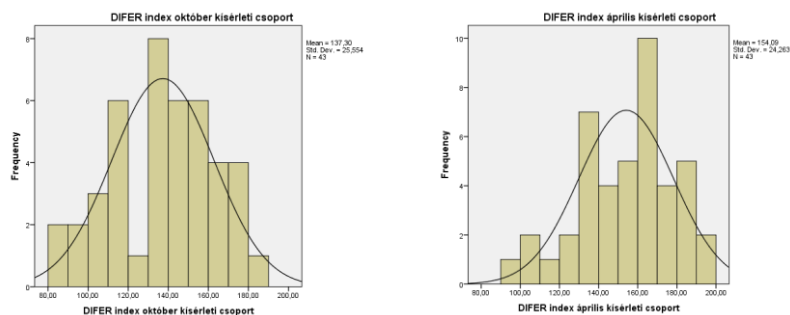 DIFER index október kísérleti csoport
Mean = 137,30
Std. Dev. = 25,554
N = 43
Frequency
8
6
4
2
0
80,00 100,00 120,00 140,00 160,00 180,00 200,00
DIFER index október kísérleti csoport
DIFER index április kísérleti csoport
Mean = 154,09
Std. Dev. = 24,263
N = 43
Frequency
10
8
6
4
2
0
80,00 100,00 120,00 140,00 160,00 180,00 200,00
DIFER index április kísérleti csoport